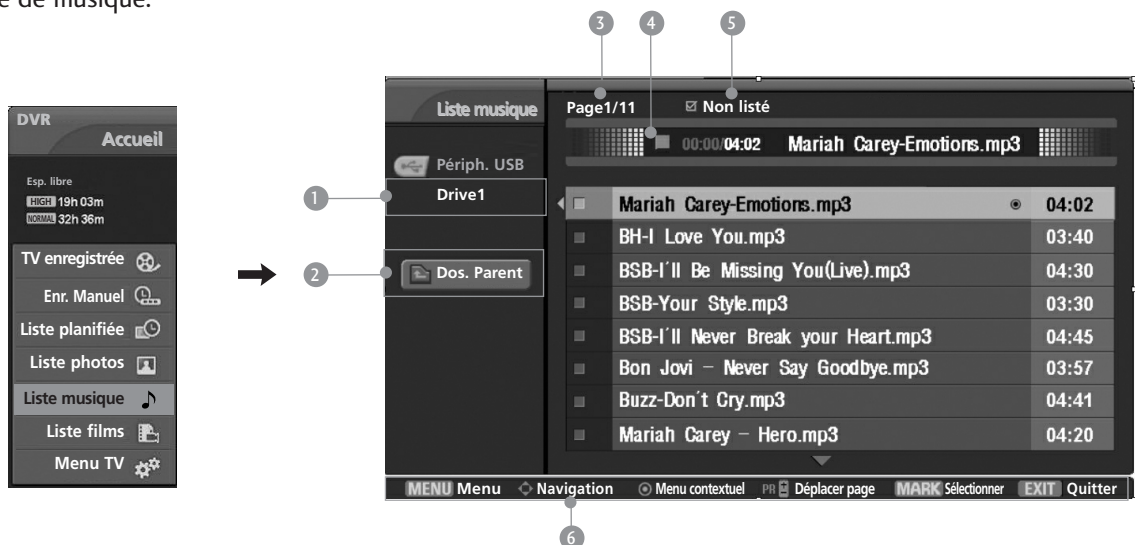 e de musique.
3 4 5
DVR
Accueil
Esp. libre
HIGH 19h 03m
NORMAL 32h 36m
TV enregistrée
Enr. Manuel
Liste planifiée
Liste photos
Liste musique
Liste films
Menu TV
1
2
Liste musique
Périph. USB
Drive1
Dos. Parent
Page1/11 Non listé
00:00/04:02 Mariah Carey-Emotions.mp3
Mariah Carey-Emotions.mp3 04:02
BH-I Love You.mp3 03:40
BSB-I´ll Be Missing You(Live).mp3 04:30
BSB-Your Style.mp3 03:30
BSB-I´ll Never Break your Heart.mp3 04:45
Bon Jovi – Never Say Goodbye.mp3 03:57
Buzz-Don´t Cry.mp3 04:41
Mariah Carey – Hero.mp3 04:20
MENU Menu Navigation Menu contextuel PR Déplacer page MARK Sélectionner EXIT Quitter
6